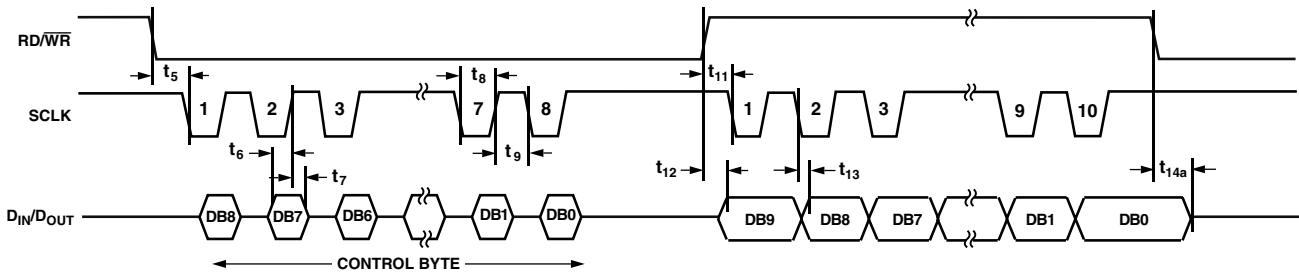 RD/WR
t5 t8 t11
SCLK 1 2 3 7 8 1 2 3 9 10
t6 t9 t12 t13 t14a
t7
DIN/DOUT DB8 DB7 DB6 DB1 DB0 DB9 DB8 DB7 DB1 DB0
CONTROL BYTE